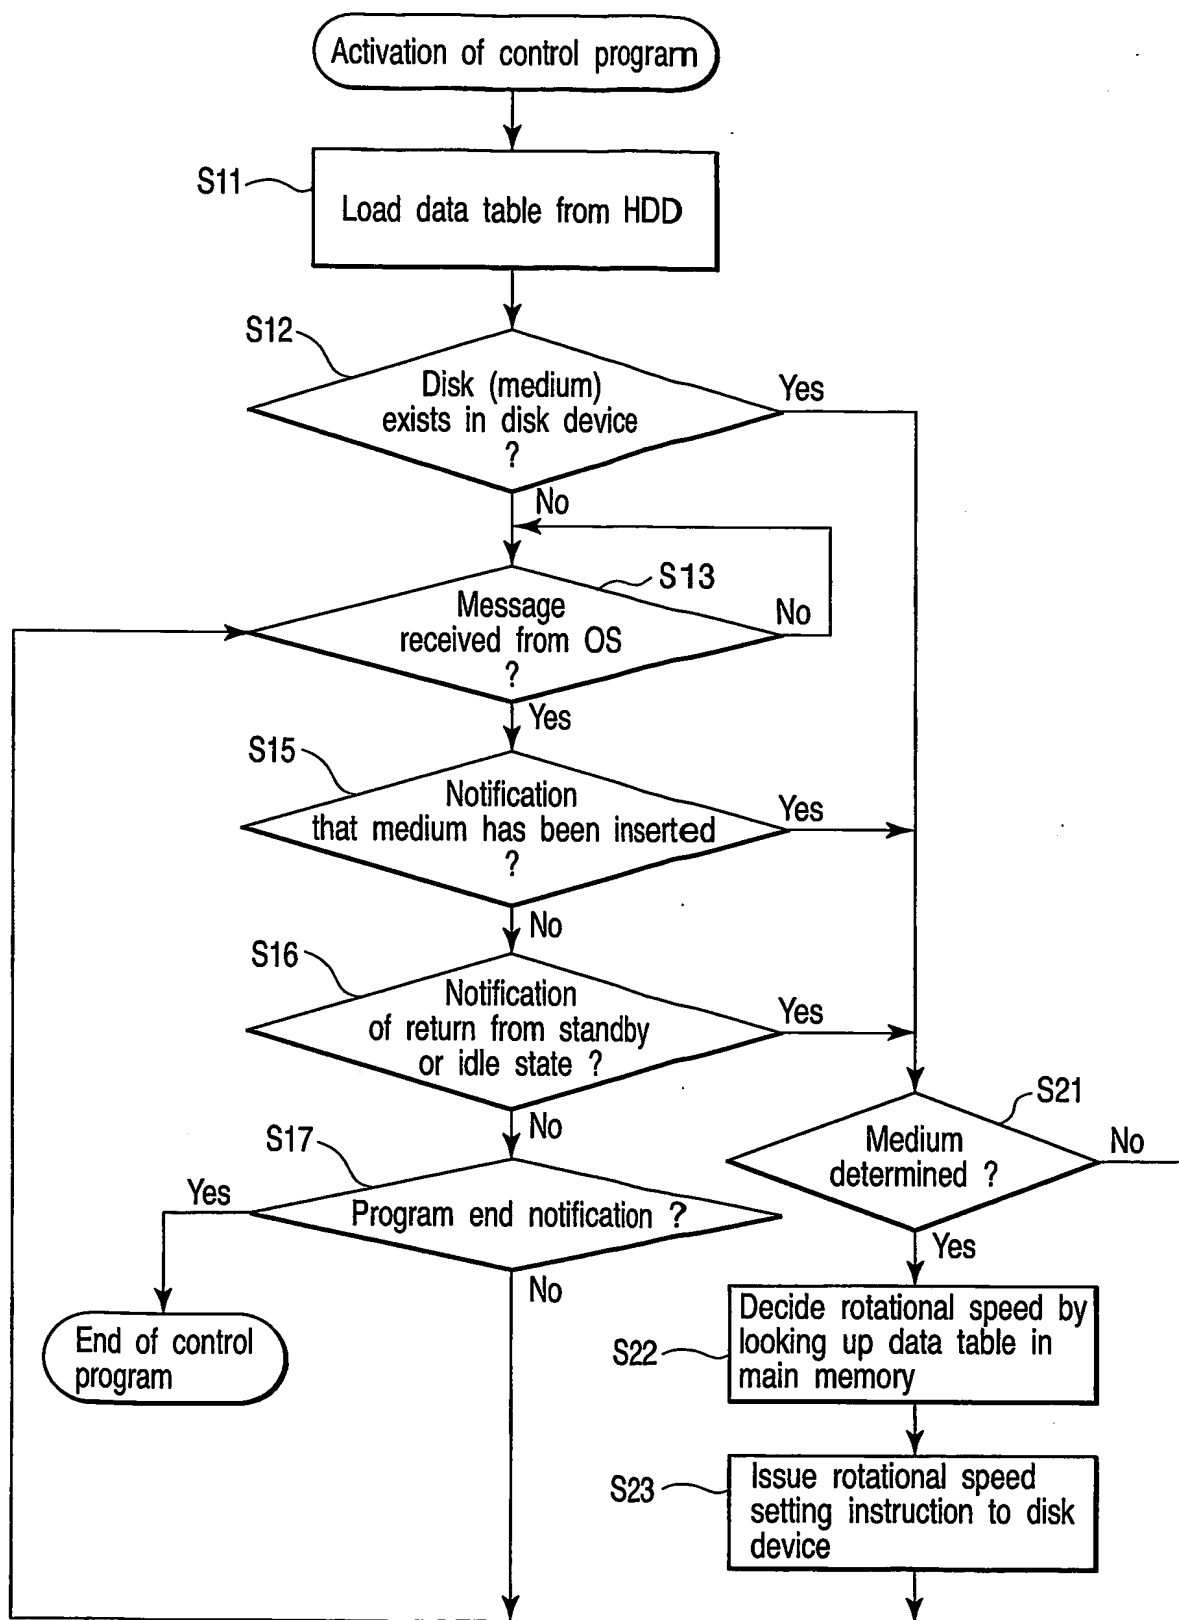 Activation of control program
S11
Load data table from HDD
S12
Disk (medium)
exists in disk device
?
Yes
No
S13
Message
received from OS
?
No
Yes
S15
Notification
that medium has been inserted
?
Yes
No
S16
Notification
of return from standby
or idle state ?
Yes
No
S21
Medium
determined ?
No
Yes
S17
Program end notification ?
Yes
No
End of control
program
S22
Decide rotational speed by
looking up data table in
main memory
S23
Issue rotational speed
setting instruction to disk
device